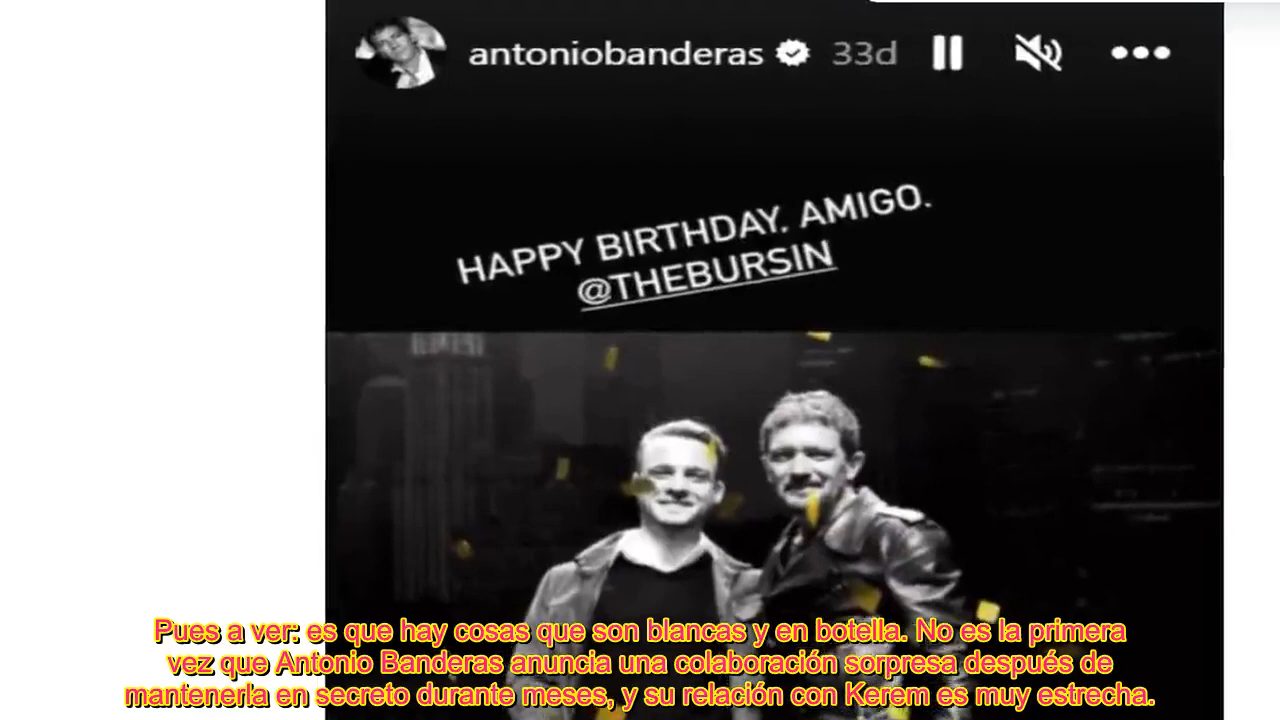 antoniobanderas 33d
HAPPY BIRTHDAY. AMIGO.
@THEBURSIN
Pues a ver: es que hay cosas que son blancas y en botella. No es la primera
vez que Antonio Banderas anuncia una colaboración sorpresa después de
mantenerla en secreto durante meses, y su relación con Kerem es muy estrecha.